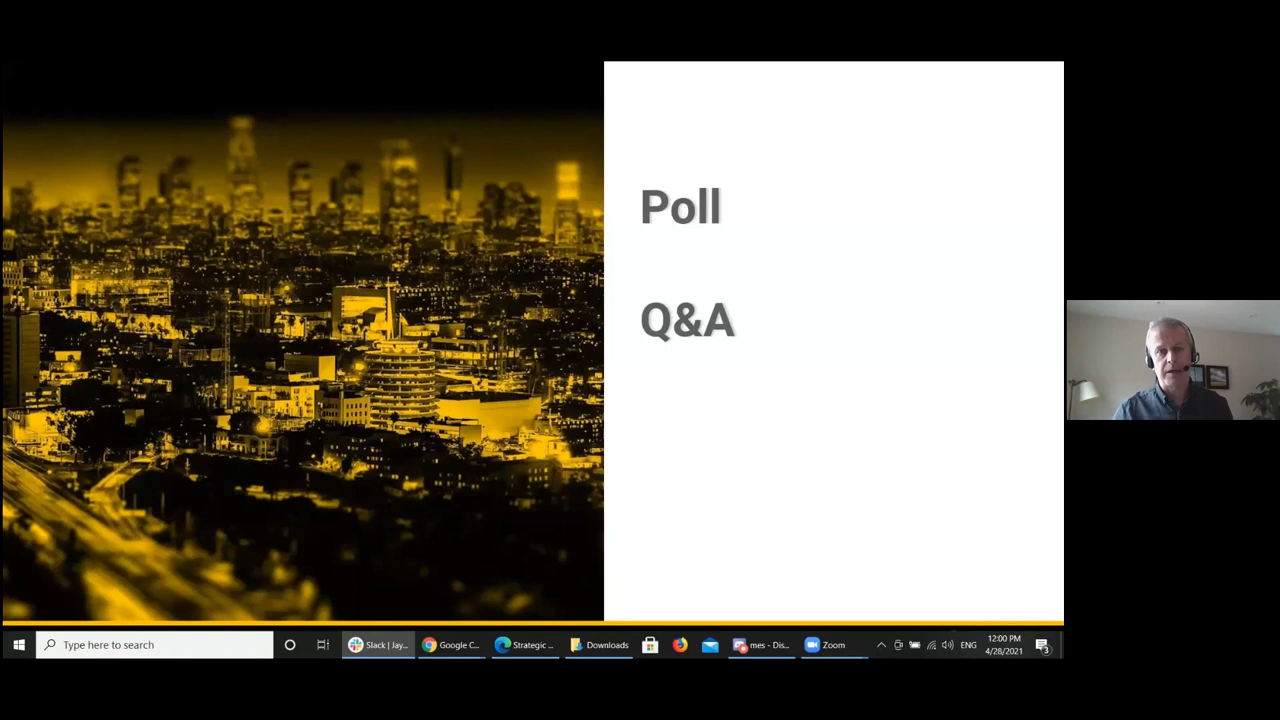 Poll
Q&A
Type here to search
Slack | Jay...
Google C...
Strategic ...
Downloads
mes - Dis...
Zoom
ENG
12:00 PM
4/28/2021
3